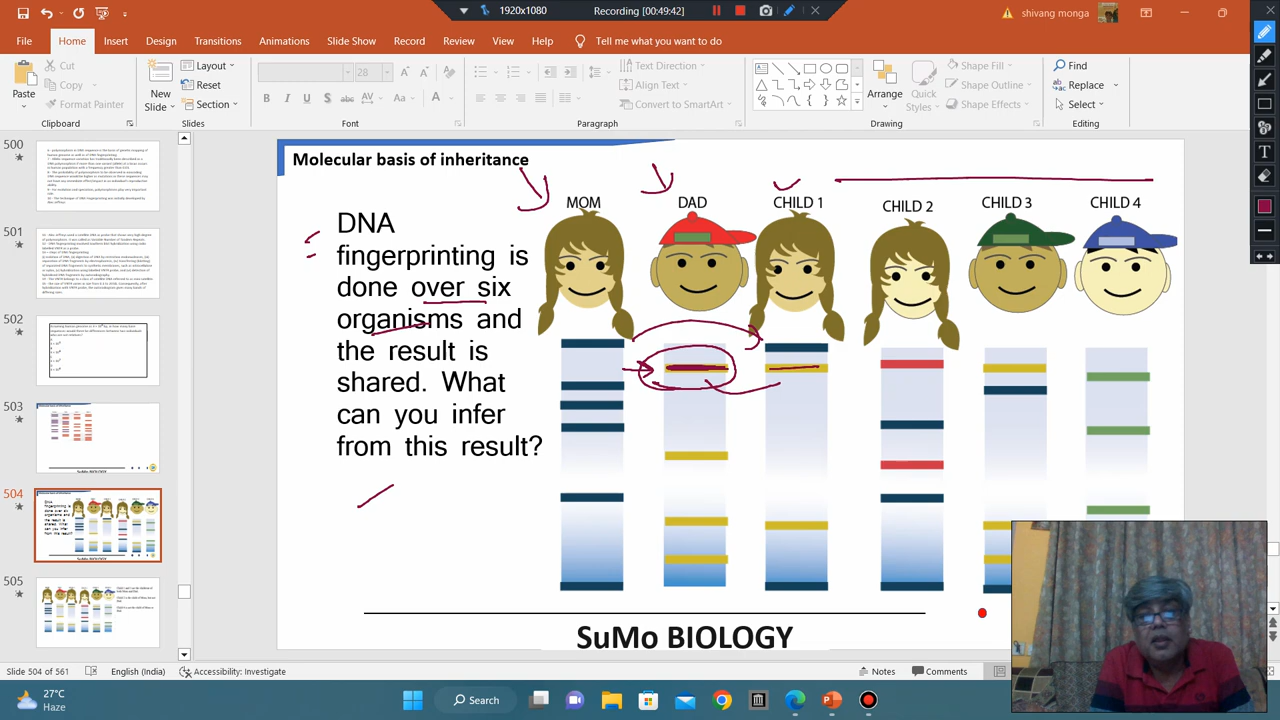 1920x1080
Recording [00:49:42]
shivang monga
File Home Insert Design Transitions Animations Slide Show Record Review View Help Tell me what you want to do
Paste
Cut
Copy
Format Painter
Clipboard
New Slide
Layout
Reset
Section
Slides
28
Font
Text Direction
Align Text
Convert to SmartArt
Paragraph
Arrange
Quick Styles
Shape Fill
Shape Outline
Shape Effects
Drawing
Find
Replace
Select
Editing
500
501
502
503
504
505
Molecular basis of inheritance
MOM DAD CHILD 1 CHILD 2 CHILD 3 CHILD 4
DNA
fingerprinting is
done over six
organisms and
the result is
shared. What
can you infer
from this result?
SuMo BIOLOGY
Slide 504 of 561
English (India)
Accessibility: Investigate
Notes
Comments
27°C
Haze
Search